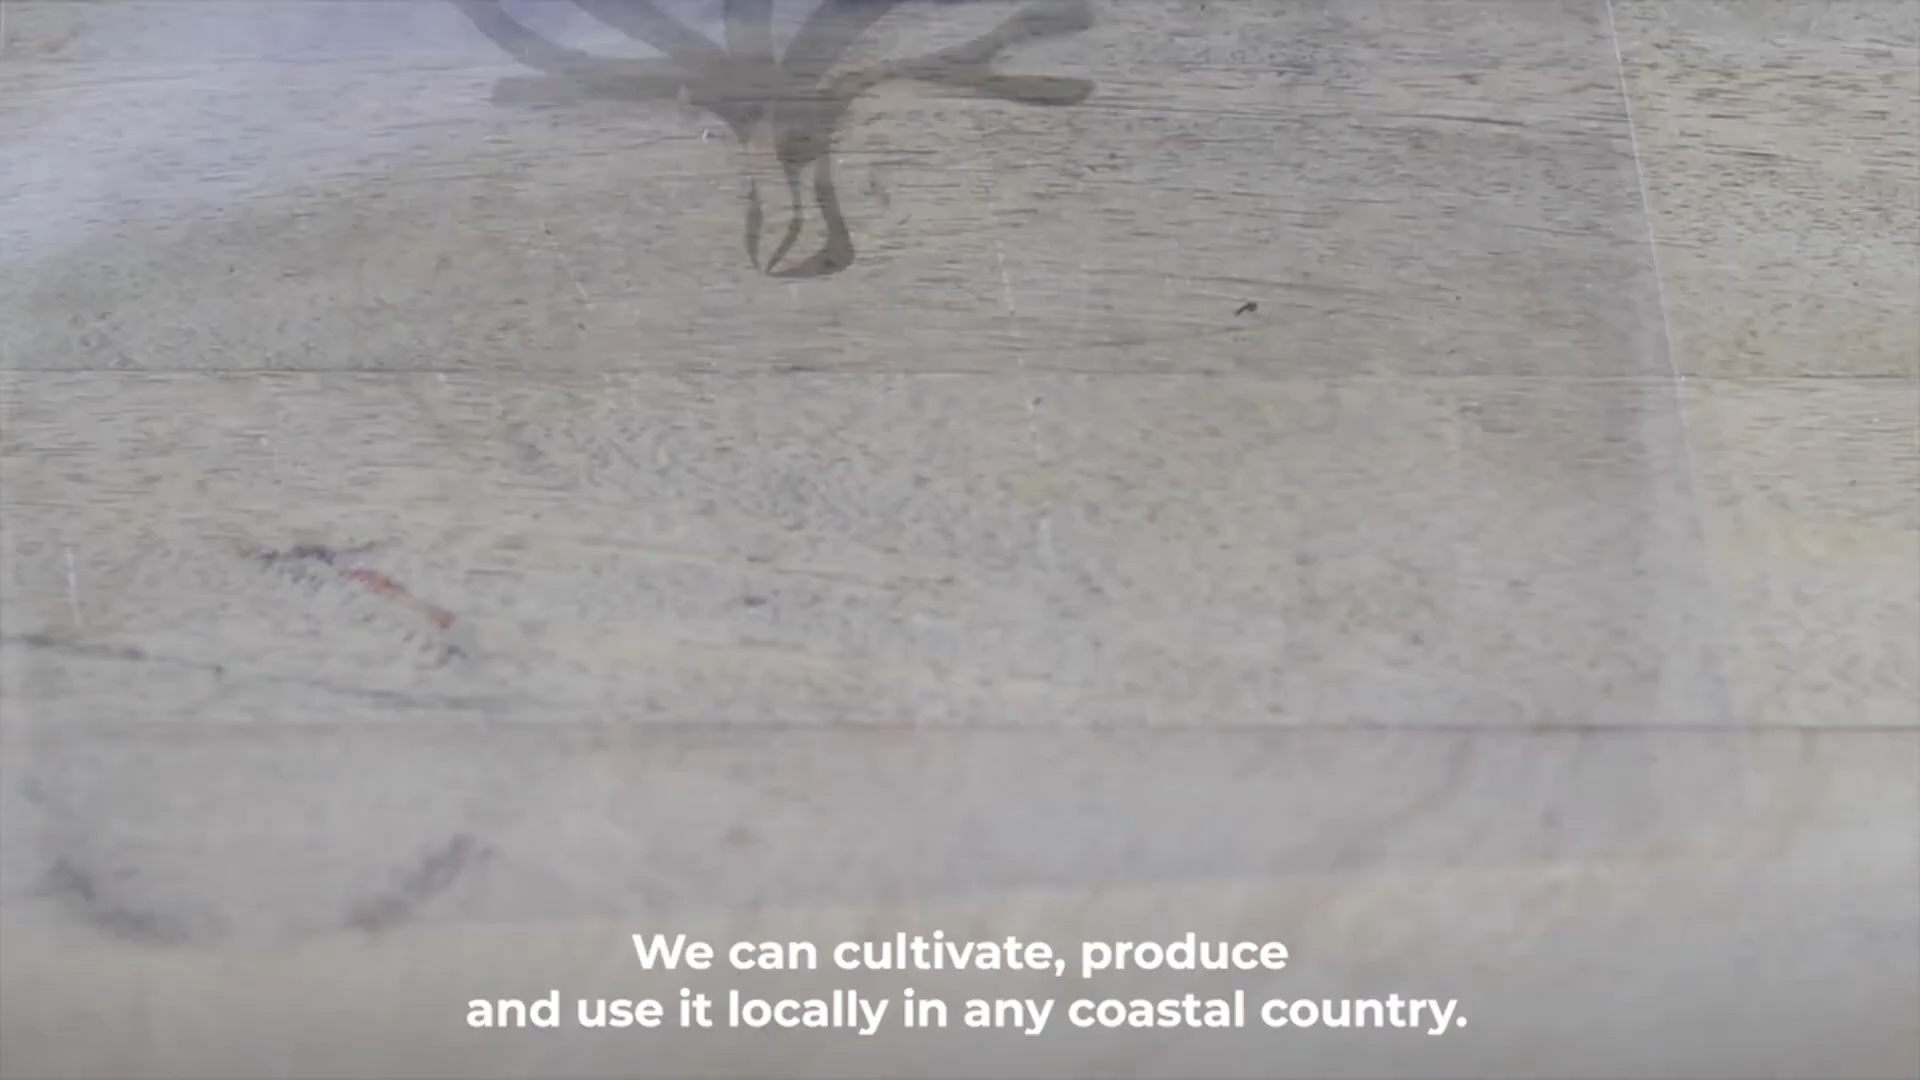 We can cultivate, produce
and use it locally in any coastal country.